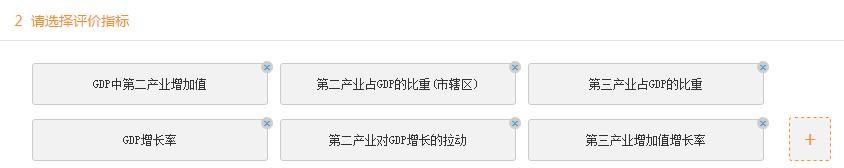 2 请选择评价指标
GDP中第二产业增加值 第二产业占GDP的比重(市辖区) 第三产业占GDP的比重
GDP增长率 第二产业对GDP增长的拉动 第三产业增加值增长率